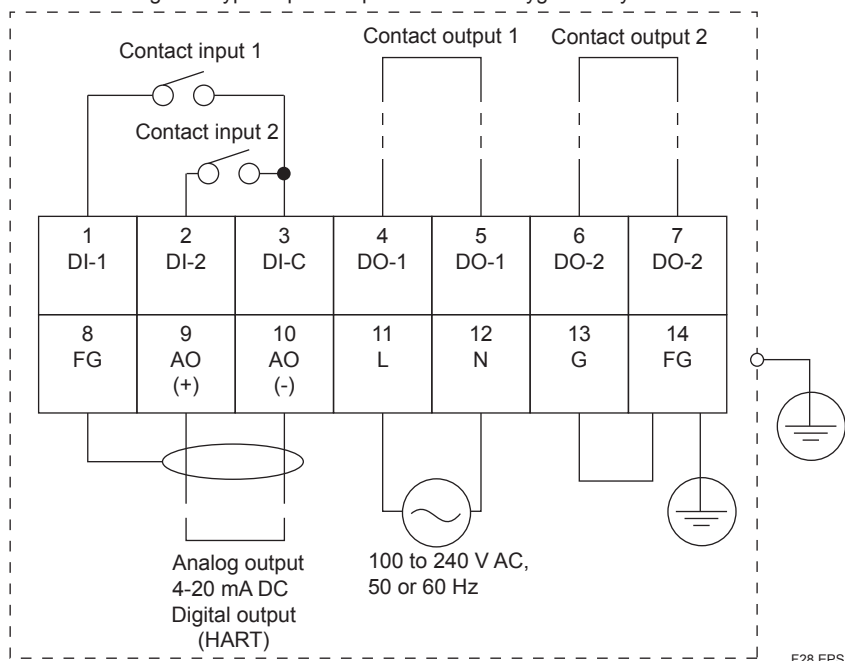 Contact input 1
Contact output 1
Contact output 2
Contact input 2
1
DI-1
2
DI-2
3
DI-C
4
DO-1
5
DO-1
6
DO-2
7
DO-2
8
FG
9
AO
(+)
10
AO
(-)
11
L
12
N
13
G
14
FG
Analog output
4-20 mA DC
Digital output
(HART)
100 to 240 V AC,
50 or 60 Hz
F28.EPS